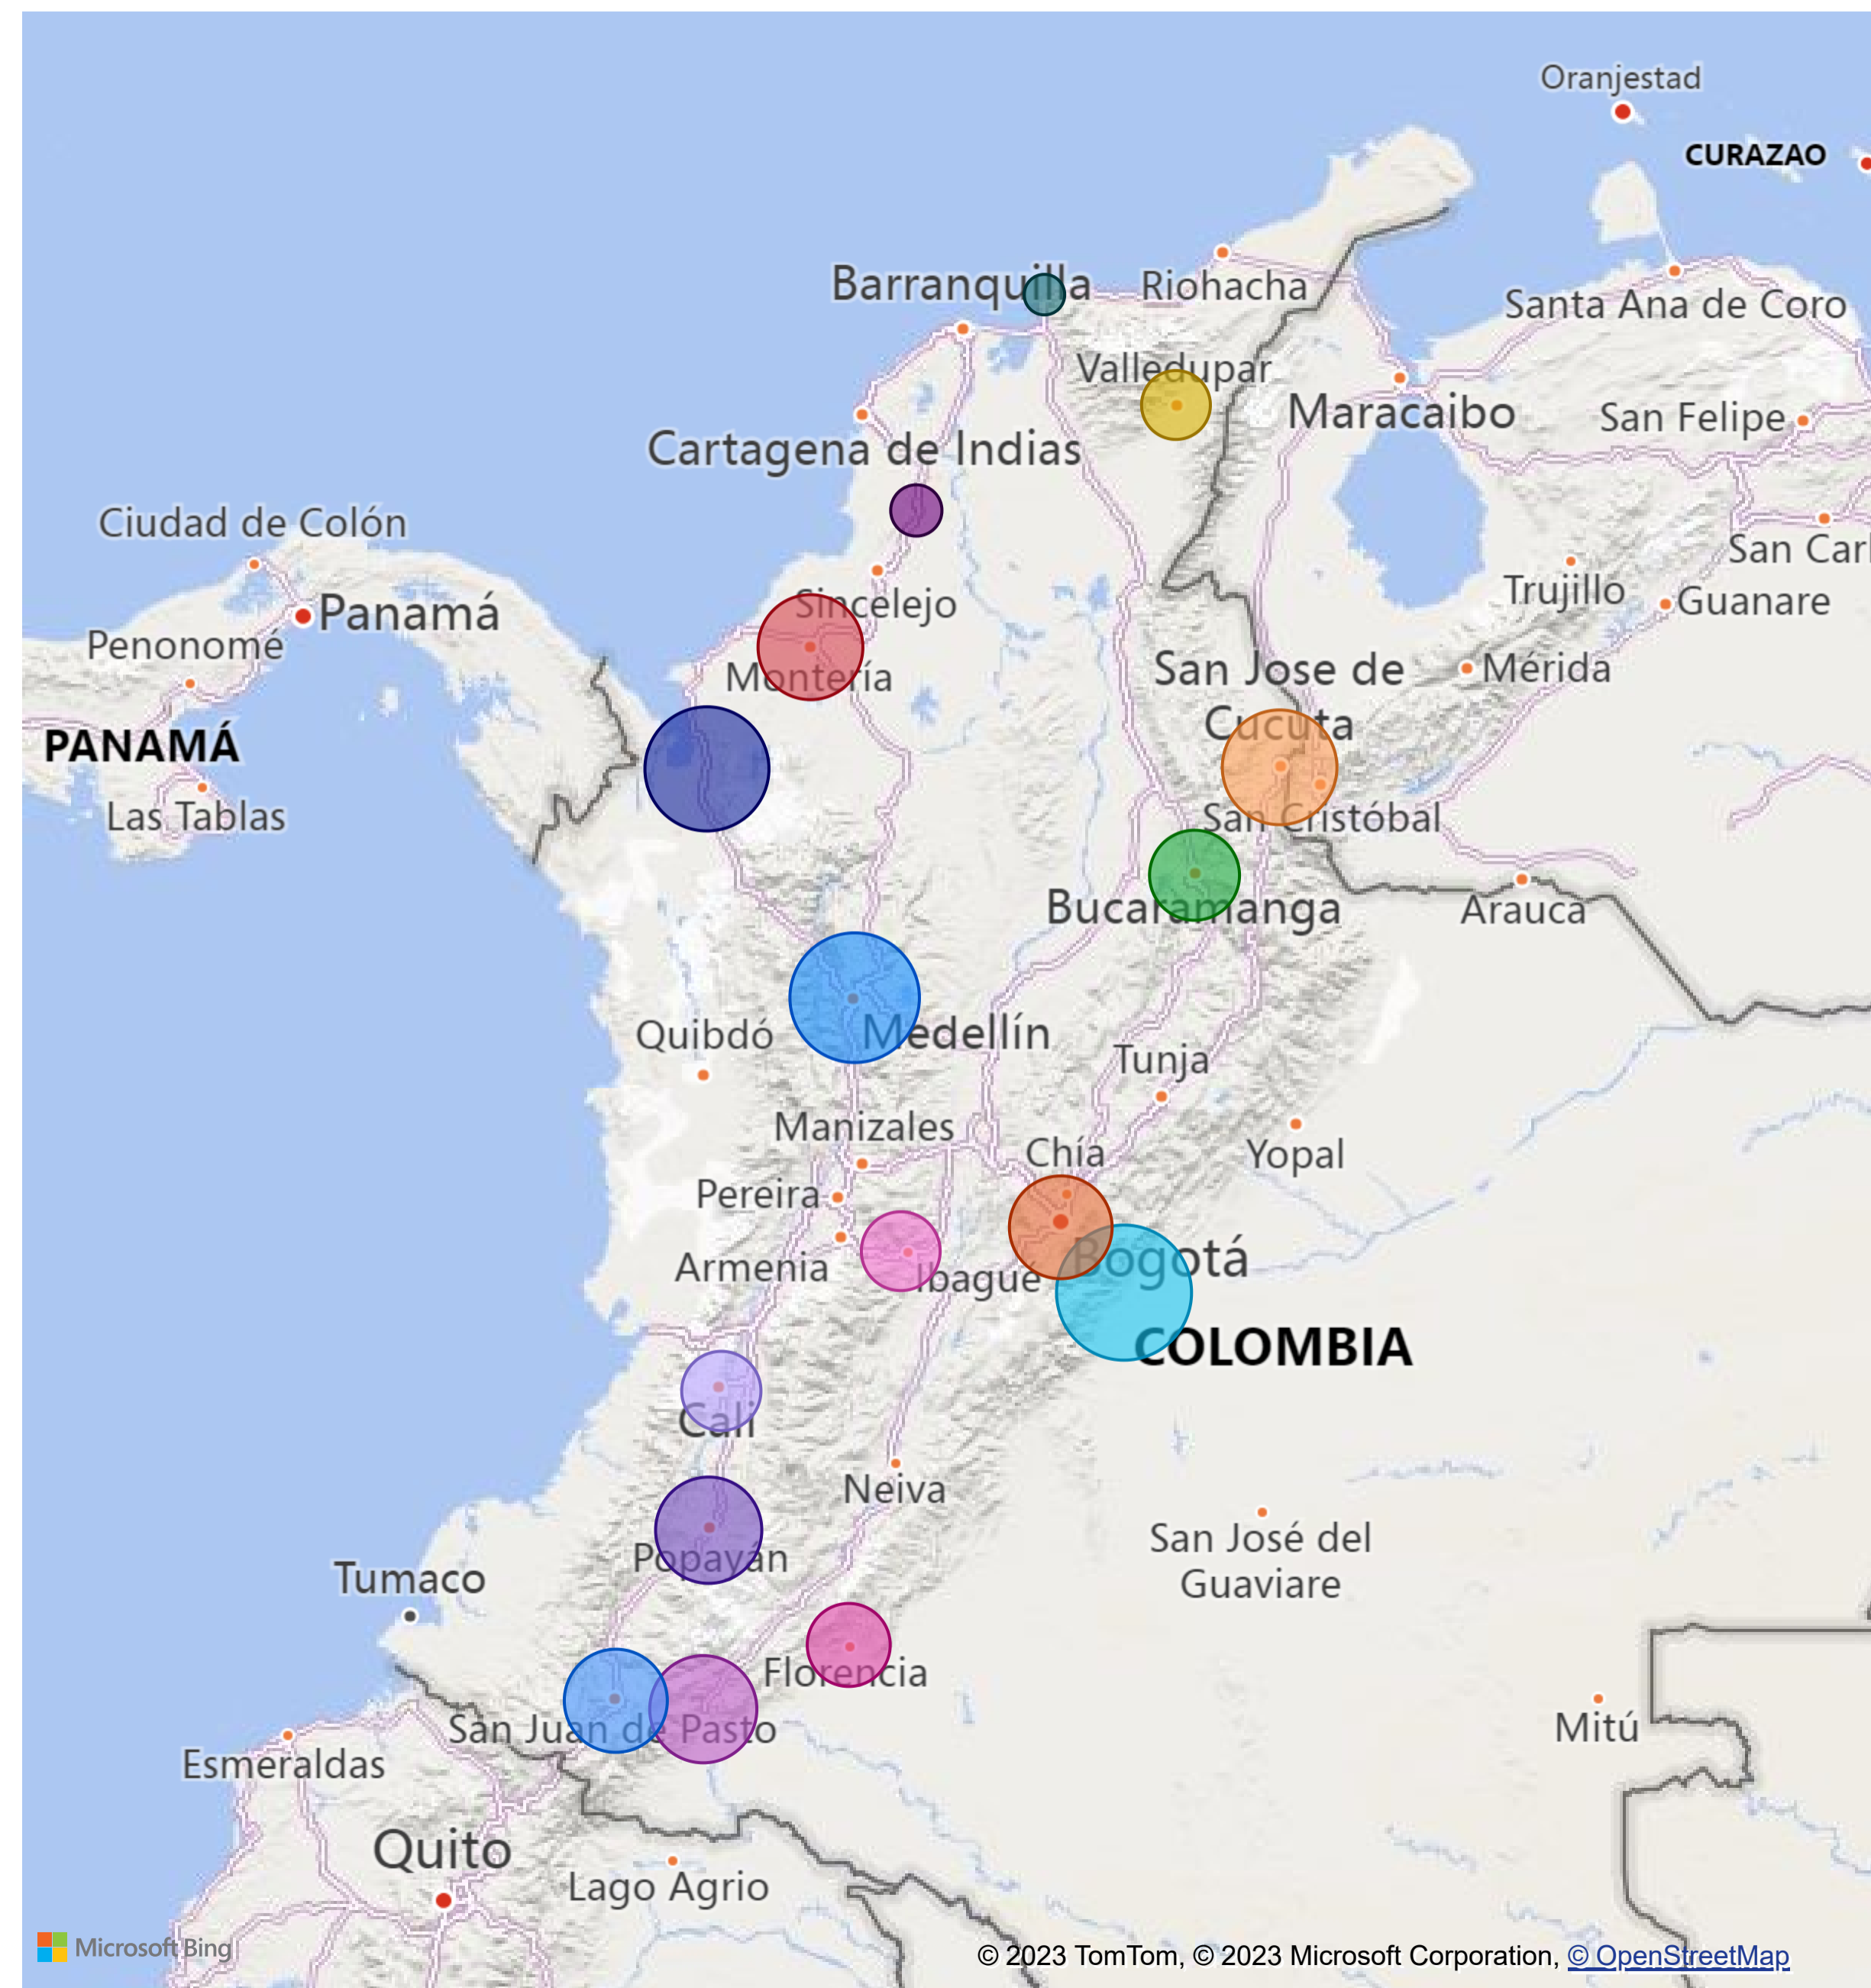 Oranjestad
CURAZAO
Barranquilla
Riohacha
Santa Ana de Coro
Valledupar
Maracaibo
San Felipe
Cartagena de Indias
Ciudad de Colón
San Carl
Trujillo
Guanare
Panamá
Sincelejo
Penonomé
Montería
San Jose de
Cucuta
Mérida
PANAMÁ
Las Tablas
San Cristóbal
Bucaramanga
Arauca
Quibdó
Medellín
Tunja
Manizales
Chía
Yopal
Pereira
Armenia
Ibagué
Bogotá
COLOMBIA
Cali
Neiva
San José del
Guaviare
Popayán
Tumaco
Florencia
San Juan de Pasto
Mitú
Esmeraldas
Quito
Lago Agrio
Microsoft Bing
© 2023 TomTom, © 2023 Microsoft Corporation, © OpenStreetMap